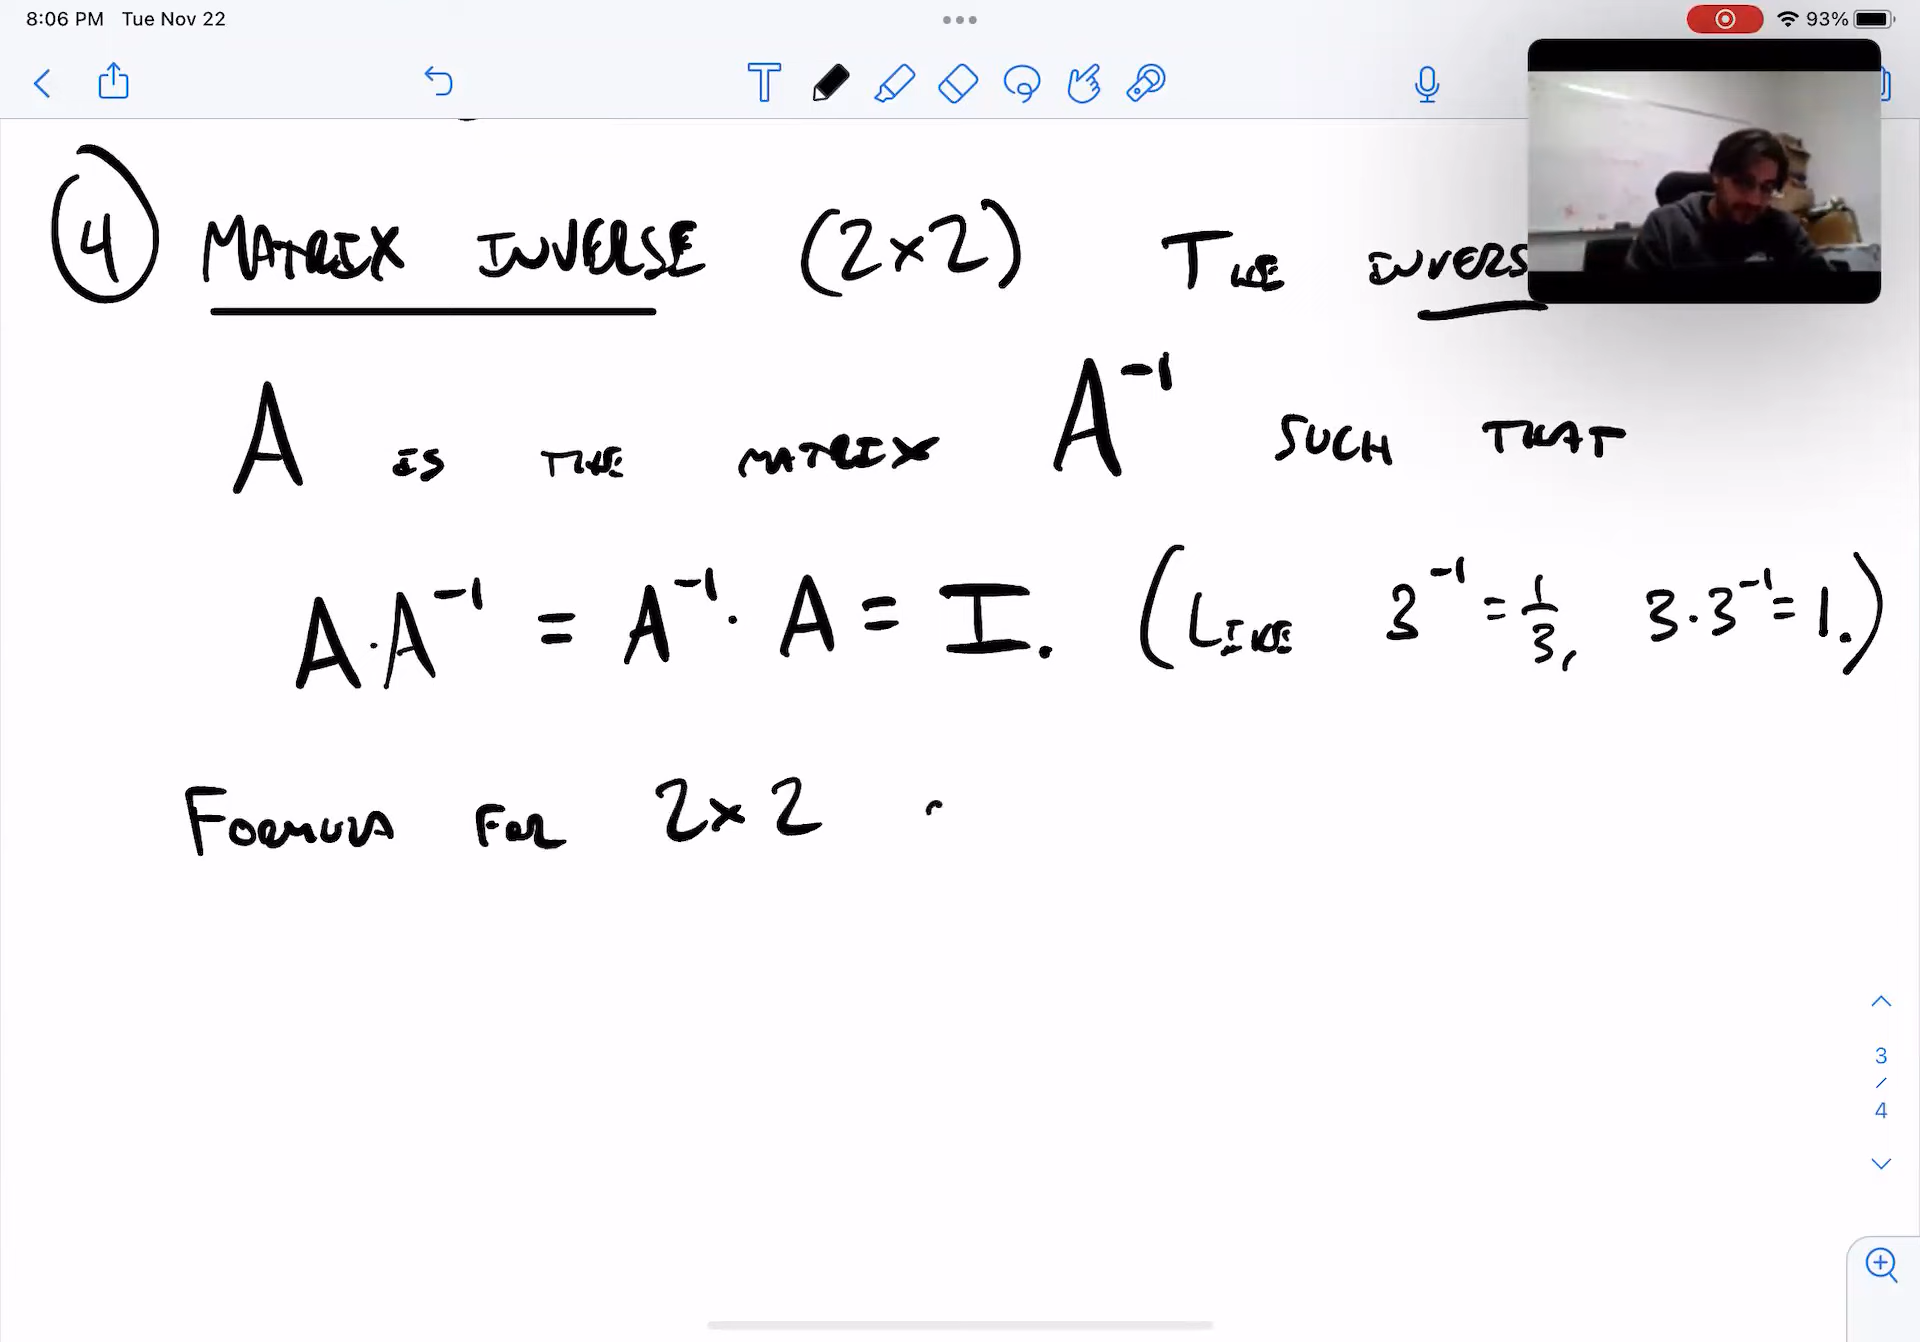 8:06 PM Tue Nov 22 93%
4 MATRIX INVERSE (2×2) THE INVERS
A IS THE MATRIX A⁻¹ SUCH THAT
A·A⁻¹ = A⁻¹·A = I. (LIKE 3⁻¹ = 1/3, 3·3⁻¹ = 1.)
FORMULA FOR 2×2
3
/
4